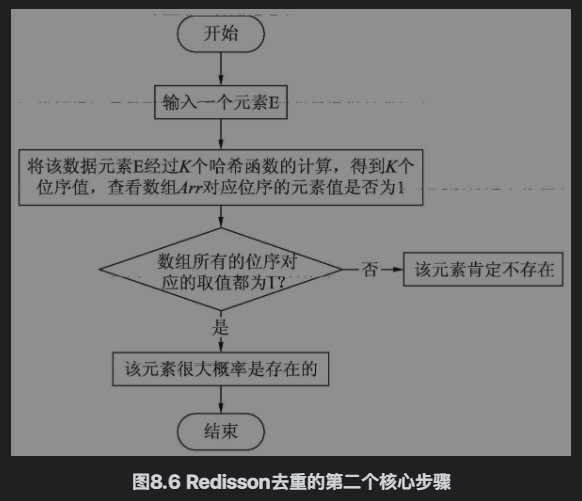 开始
输入一个元素E
将该数据元素E经过K个哈希函数的计算，得到K个
位序值，查看数组Arr对应位序的元素值是否为1
数组所有的位序对
应的取值都为1?
否
该元素肯定不存在
是
该元素很大概率是存在的
结束
图8.6 Redisson去重的第二个核心步骤